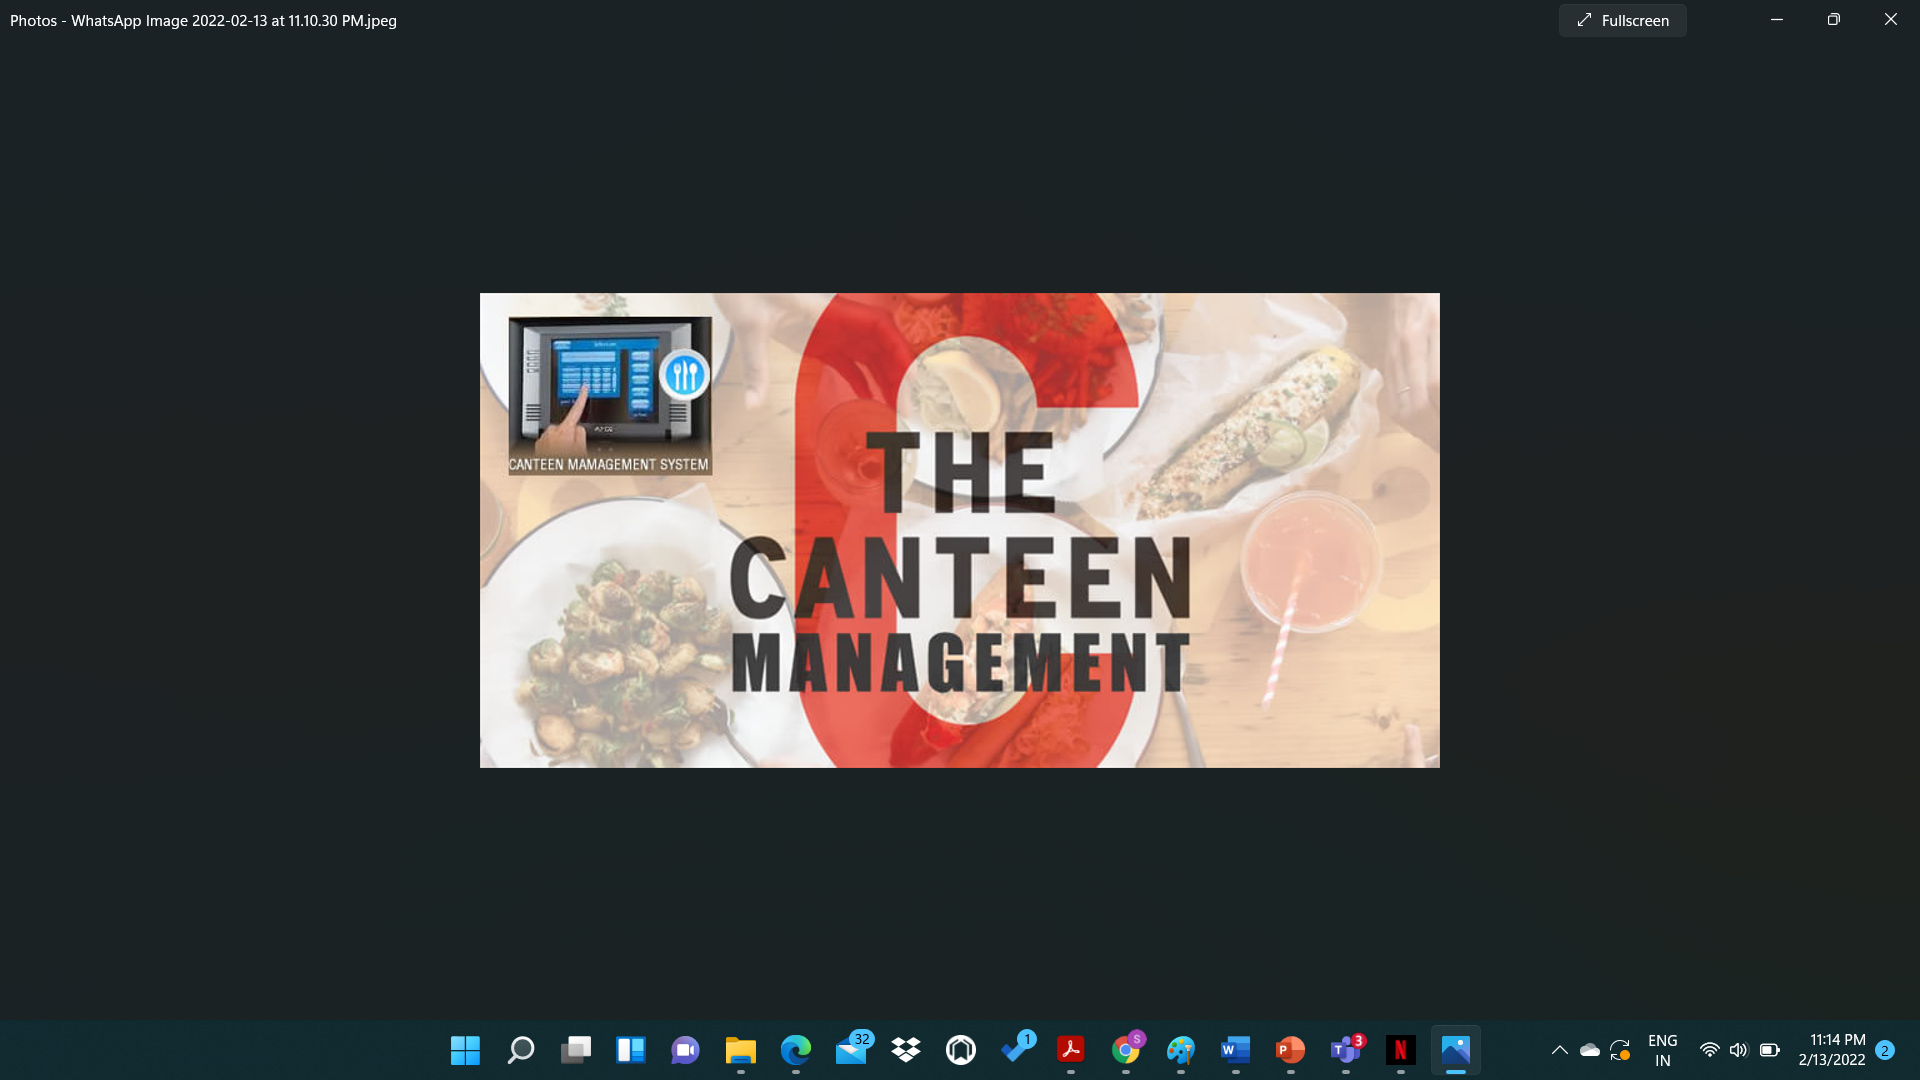 Photos - WhatsApp Image 2022-02-13 at 11.10.30 PM.jpeg
Fullscreen
CANTEEN MAMAGEMENT SYSTEM
THE
CANTEEN
MANAGEMENT
32
1
S
W
P
T
3
N
ENG
IN
11:14 PM
2/13/2022
2